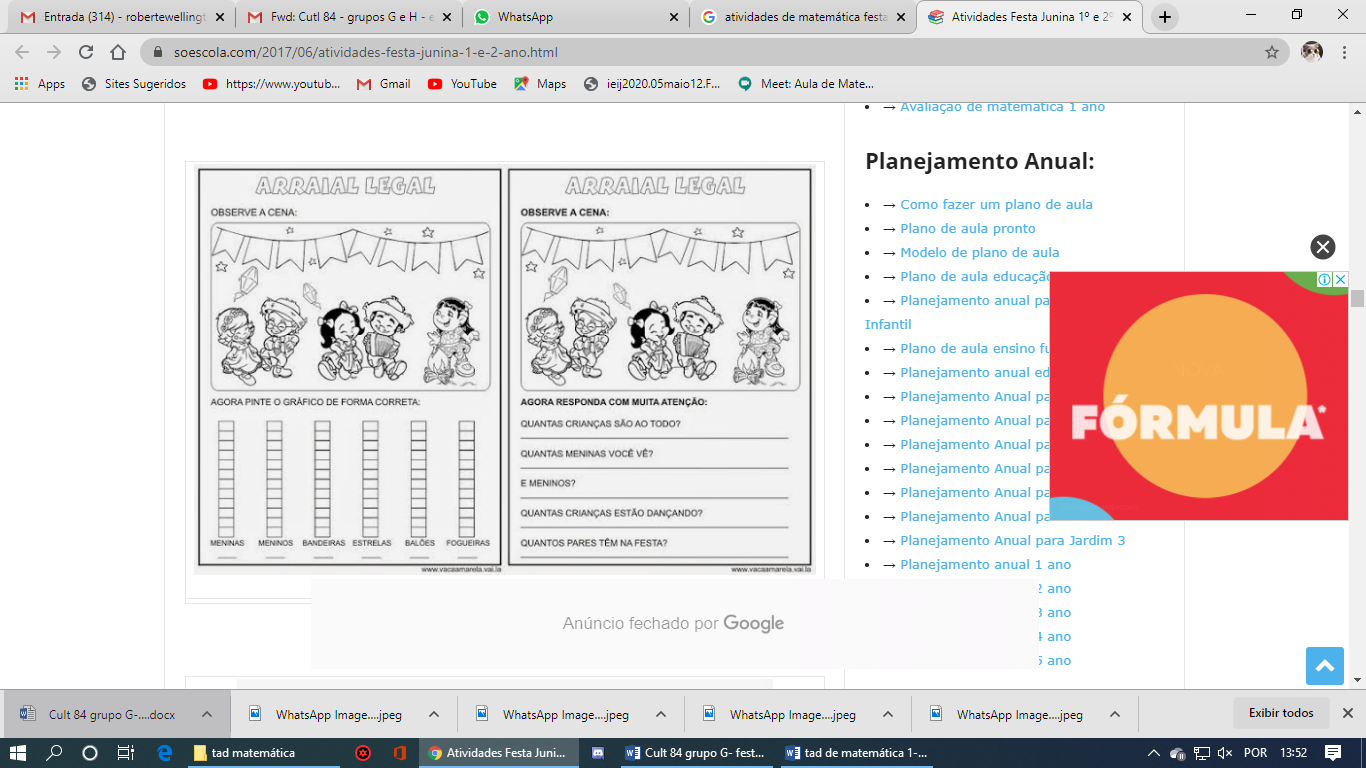 Entrada (314) - robertewellingt
Fwd: Cutl 84 - grupos G e H - e
WhatsApp
atividades de matemática festa
Atividades Festa Junina 1º e 2º
soescola.com/2017/06/atividades-festa-junina-1-e-2-ano.html
Apps
Sites Sugeridos
https://www.youtub...
Gmail
YouTube
Maps
ieij2020.05maio12.F...
Meet: Aula de Mate...
→ Avaliação de matemática 1 ano
Planejamento Anual:
→ Como fazer um plano de aula
→ Plano de aula pronto
→ Modelo de plano de aula
→ Plano de aula educação
→ Planejamento anual pa
Infantil
→ Plano de aula ensino fu
→ Planejamento anual ed
→ Planejamento Anual pa
→ Planejamento Anual pa
→ Planejamento Anual pa
→ Planejamento Anual pa
→ Planejamento Anual pa
→ Planejamento Anual pa
→ Planejamento Anual para Jardim 3
→ Planejamento anual 1 ano
2 ano
3 ano
4 ano
5 ano
NOVA
FÓRMULA*
ARRAIAL LEGAL
OBSERVE A CENA:
AGORA PINTE O GRÁFICO DE FORMA CORRETA:
MENINAS MENINOS BANDEIRAS ESTRELAS BALÕES FOGUEIRAS
www.vacaamarela.vai.la
ARRAIAL LEGAL
OBSERVE A CENA:
AGORA RESPONDA COM MUITA ATENÇÃO:
QUANTAS CRIANÇAS SÃO AO TODO?
QUANTAS MENINAS VOCÊ VÊ?
E MENINOS?
QUANTAS CRIANÇAS ESTÃO DANÇANDO?
QUANTOS PARES TÊM NA FESTA?
www.vacaamarela.vai.la
Anúncio fechado por Google
Cult 84 grupo G-....docx
WhatsApp Image....jpeg
WhatsApp Image....jpeg
WhatsApp Image....jpeg
WhatsApp Image....jpeg
Exibir todos
tad matemática
Atividades Festa Juni...
Cult 84 grupo G- fest...
tad de matemática 1-...
POR
13:52